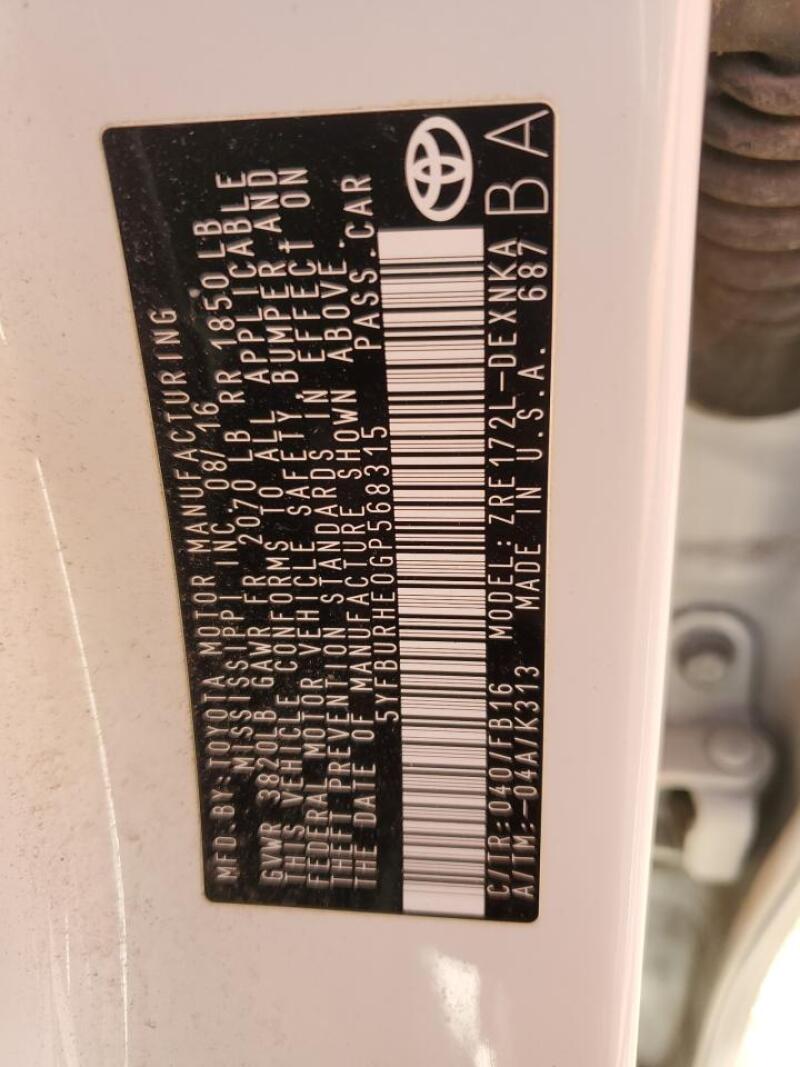 MFD.BY:TOYOTA MOTOR MANUFACTURING
MISSISSIPPI INC.08/ 16
GVWR 3820LB GAWR FR 2070 LB RR 1850 LB
THIS VEHICLE CONFORMS TO ALL APPLICABLE
FEDERAL MOTOR VEHICLE SAFETY, BUMPER AND
THEFT PREVENTION STANDARDS IN EFFECT ON
THE DATE OF MANUFACTURE SHOWN ABOVE.
5YFBURHE0GP568315 PASS.CAR
C/TR:040/FB16 MODEL:ZRE172L-DEXNKA
A/TM:-04A/K313 MADE IN U.S.A. 687
BA